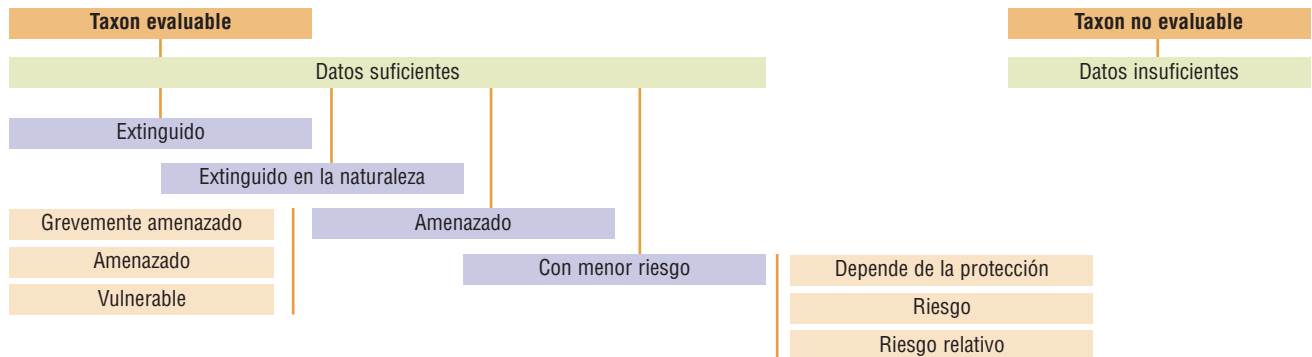 Taxon evaluable
Taxon no evaluable
Datos suficientes
Datos insuficientes
Extinguido
Extinguido en la naturaleza
Grevemente amenazado
Amenazado
Amenazado
Con menor riesgo
Depende de la protección
Vulnerable
Riesgo
Riesgo relativo